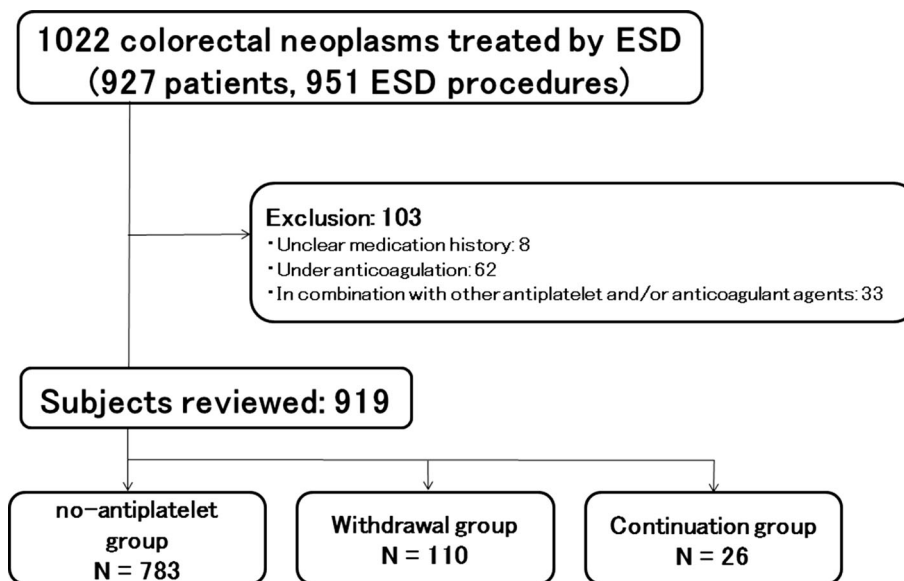 1022 colorectal neoplasms treated by ESD
(927 patients, 951 ESD procedures)
Exclusion: 103
・Unclear medication history: 8
・Under anticoagulation: 62
・In combination with other antiplatelet and/or anticoagulant agents: 33
Subjects reviewed: 919
no-antiplatelet
group
N = 783
Withdrawal group
N = 110
Continuation group
N = 26